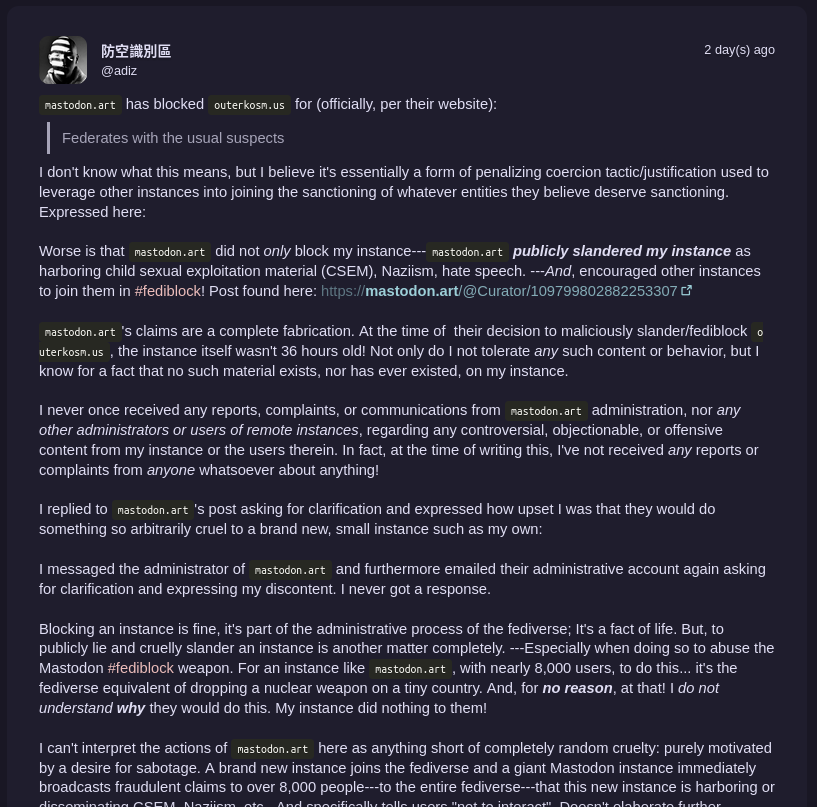 防空識別區
@adiz
2 day(s) ago
mastodon.art has blocked outerkosm.us for (officially, per their website):
Federates with the usual suspects
I don't know what this means, but I believe it's essentially a form of penalizing coercion tactic/justification used to
leverage other instances into joining the sanctioning of whatever entities they believe deserve sanctioning.
Expressed here:
Worse is that mastodon.art did not only block my instance---mastodon.art publicly slandered my instance as
harboring child sexual exploitation material (CSEM), Naziism, hate speech. ---And, encouraged other instances
to join them in #fediblock! Post found here: https://mastodon.art/@Curator/109799802882253307
mastodon.art's claims are a complete fabrication. At the time of  their decision to maliciously slander/fediblock o
uterkosm.us, the instance itself wasn't 36 hours old! Not only do I not tolerate any such content or behavior, but I
know for a fact that no such material exists, nor has ever existed, on my instance.
I never once received any reports, complaints, or communications from mastodon.art administration, nor any
other administrators or users of remote instances, regarding any controversial, objectionable, or offensive
content from my instance or the users therein. In fact, at the time of writing this, I've not received any reports or
complaints from anyone whatsoever about anything!
I replied to mastodon.art's post asking for clarification and expressed how upset I was that they would do
something so arbitrarily cruel to a brand new, small instance such as my own:
I messaged the administrator of mastodon.art and furthermore emailed their administrative account again asking
for clarification and expressing my discontent. I never got a response.
Blocking an instance is fine, it's part of the administrative process of the fediverse; It's a fact of life. But, to
publicly lie and cruelly slander an instance is another matter completely. ---Especially when doing so to abuse the
Mastodon #fediblock weapon. For an instance like mastodon.art, with nearly 8,000 users, to do this... it's the
fediverse equivalent of dropping a nuclear weapon on a tiny country. And, for no reason, at that! I do not
understand why they would do this. My instance did nothing to them!
I can't interpret the actions of mastodon.art here as anything short of completely random cruelty: purely motivated
by a desire for sabotage. A brand new instance joins the fediverse and a giant Mastodon instance immediately
broadcasts fraudulent claims to over 8,000 people---to the entire fediverse---that this new instance is harboring or
disseminating CSEM, Naziism, etc., And specifically tells users "not to interact". Doesn't elaborate further